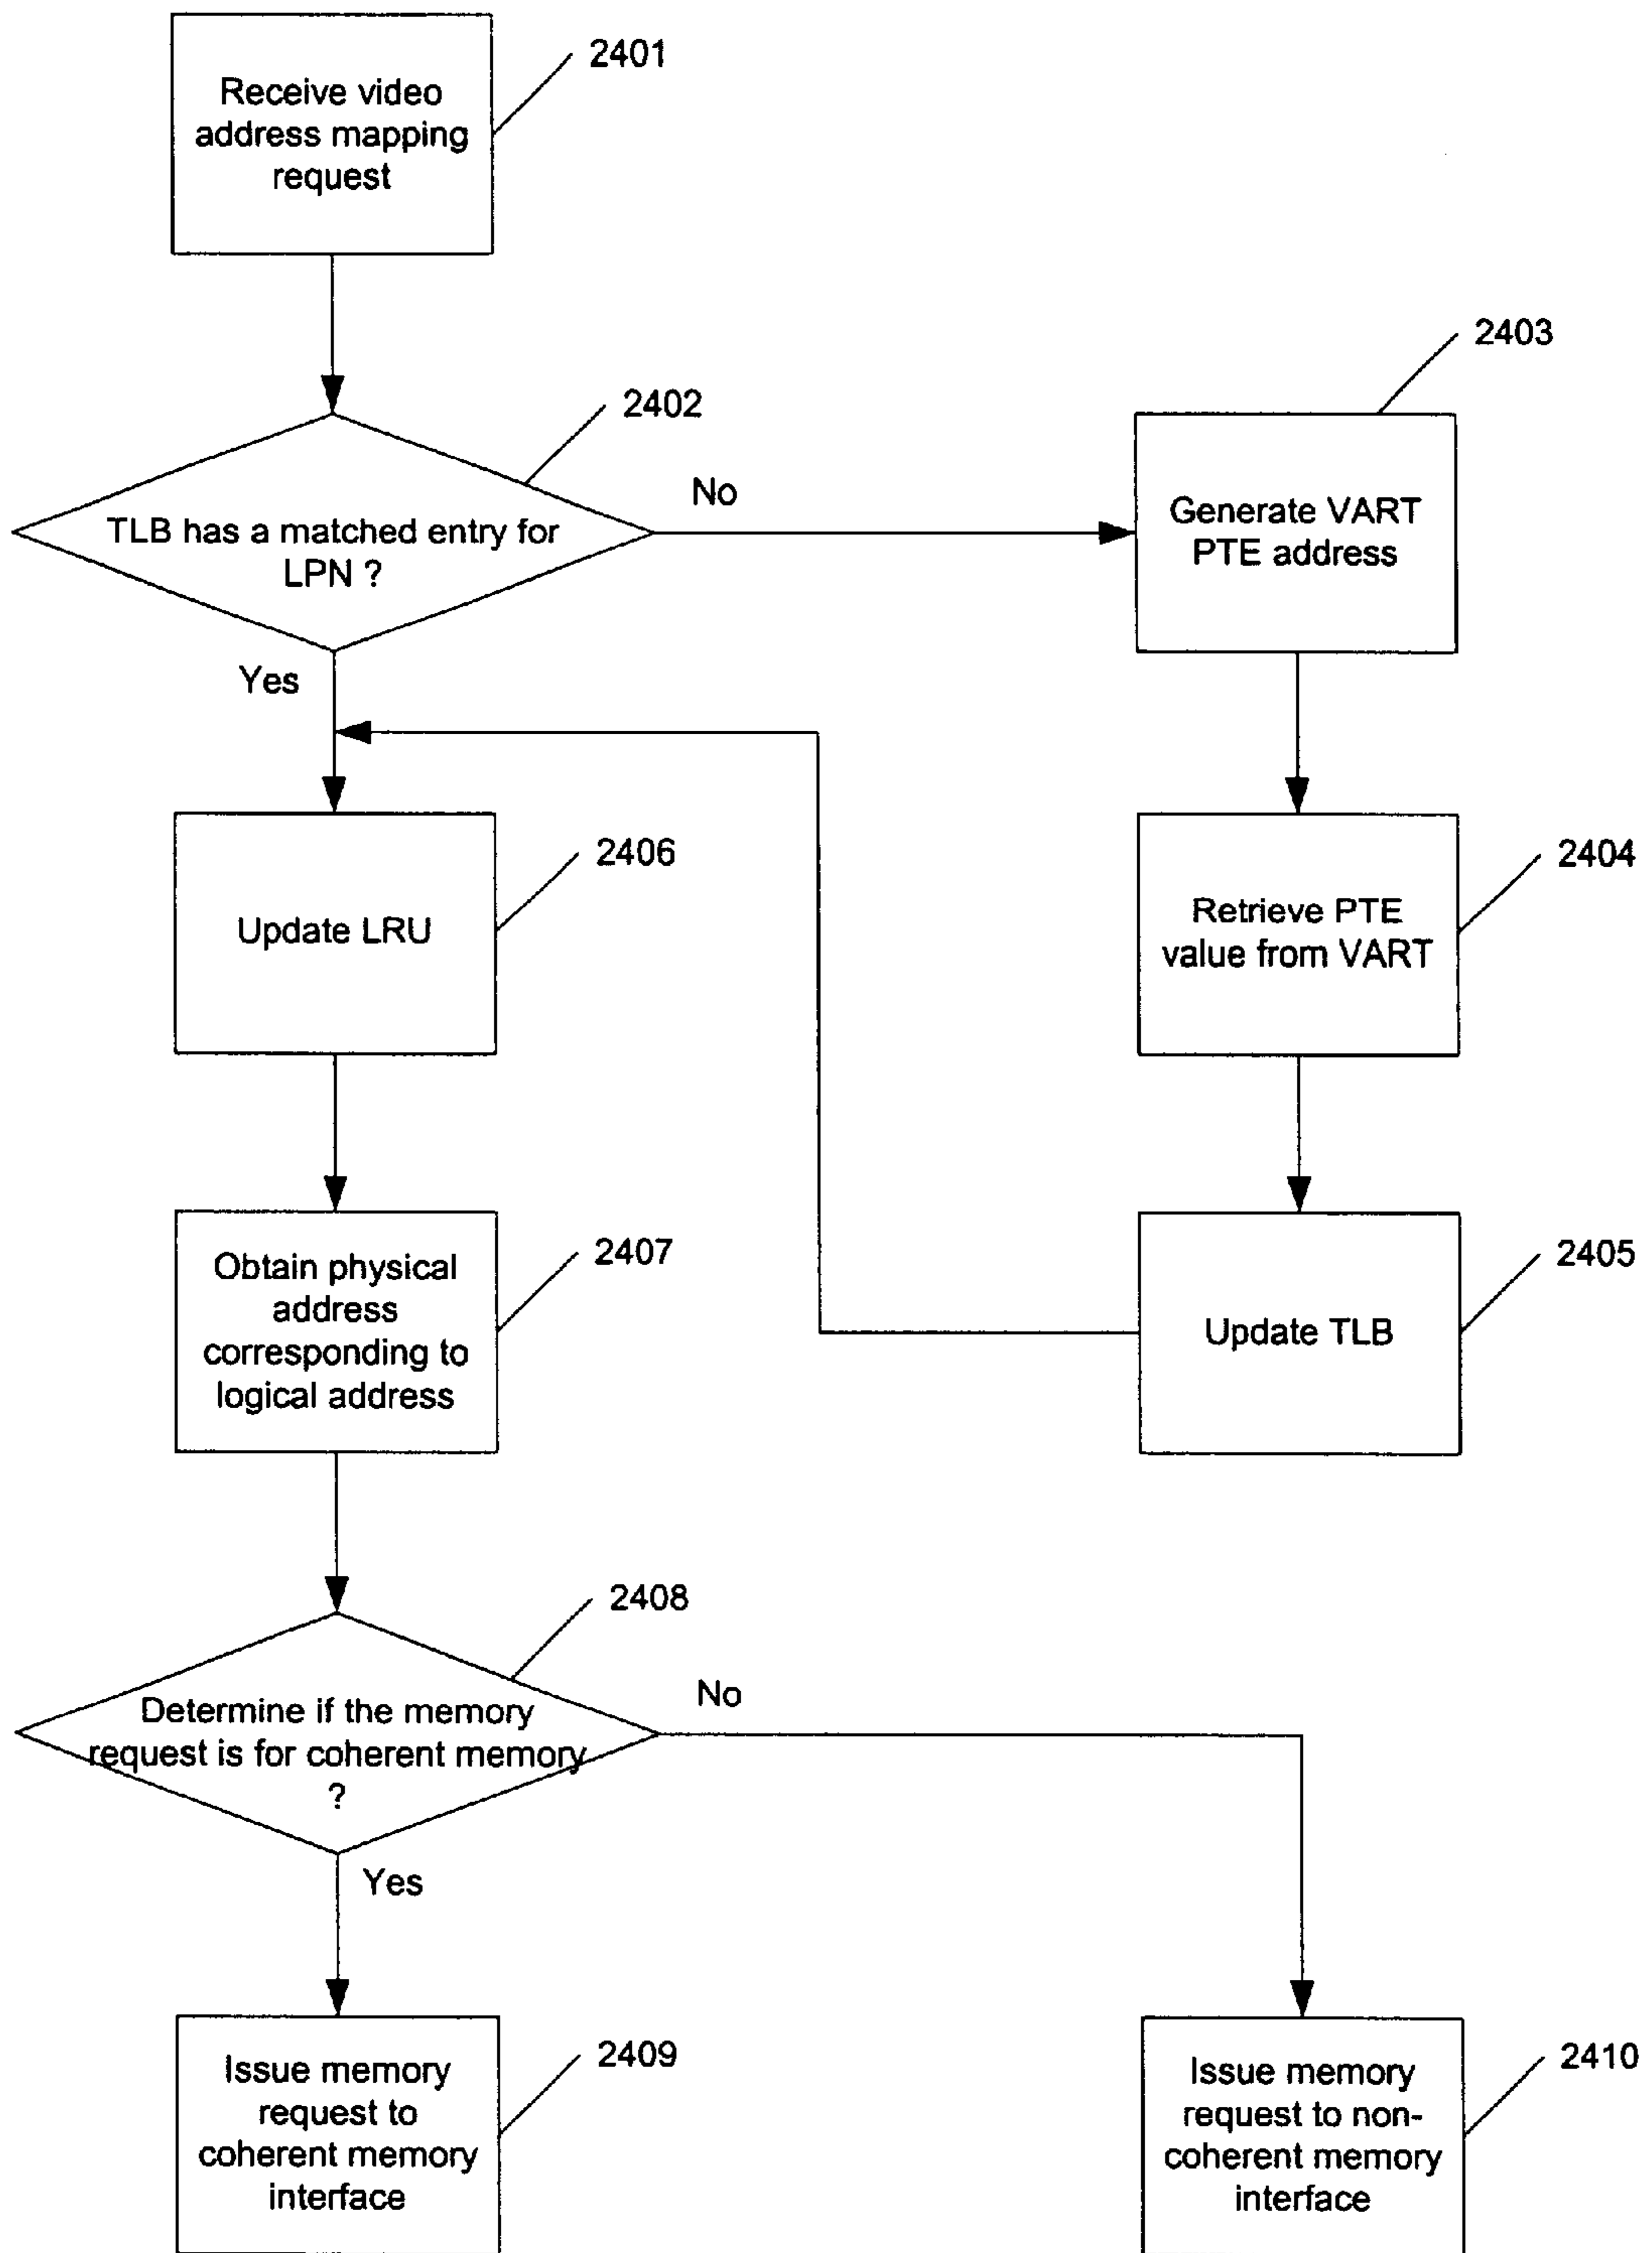 2401
Receive video
address mapping
request
2402
TLB has a matched entry for
LPN ?
No
Yes
2403
Generate VART
PTE address
2404
Retrieve PTE
value from VART
2405
Update TLB
2406
Update LRU
2407
Obtain physical
address
corresponding to
logical address
2408
Determine if the memory
request is for coherent memory
?
No
Yes
2409
Issue memory
request to
coherent memory
interface
2410
Issue memory
request to non-
coherent memory
interface